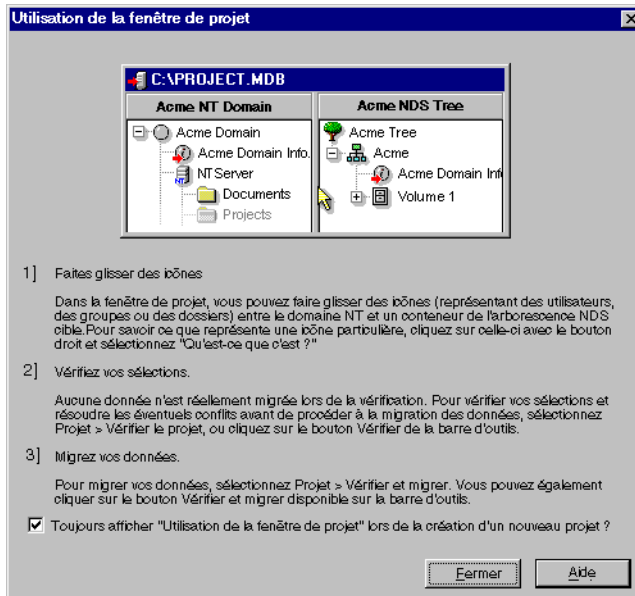 Utilisation de la fenêtre de projet
C:\PROJECT.MDB
Acme NT Domain
Acme NDS Tree
Acme Domain
Acme Domain Info.
NT Server
Documents
Projects
Acme Tree
Acme
Acme Domain Inf
Volume 1
1] Faites glisser des icônes
Dans la fenêtre de projet, vous pouvez faire glisser des icônes (représentant des utilisateurs,
des groupes ou des dossiers) entre le domaine NT et un conteneur de l'arborescence NDS
cible.Pour savoir ce que représente une icône particulière, cliquez sur celle-ci avec le bouton
droit et sélectionnez "Qu'est-ce que c'est ?"
2] Vérifiez vos sélections.
Aucune donnée n'est réellement migrée lors de la vérification. Pour vérifier vos sélections et
résoudre les éventuels conflits avant de procéder à la migration des données, sélectionnez
Projet > Vérifier le projet, ou cliquez sur le bouton Vérifier de la barre d'outils.
3] Migrez vos données.
Pour migrer vos données, sélectionnez Projet > Vérifier et migrer. Vous pouvez également
cliquer sur le bouton Vérifier et migrer disponible sur la barre d'outils.
Toujours afficher "Utilisation de la fenêtre de projet" lors de la création d'un nouveau projet ?
Fermer
Aide